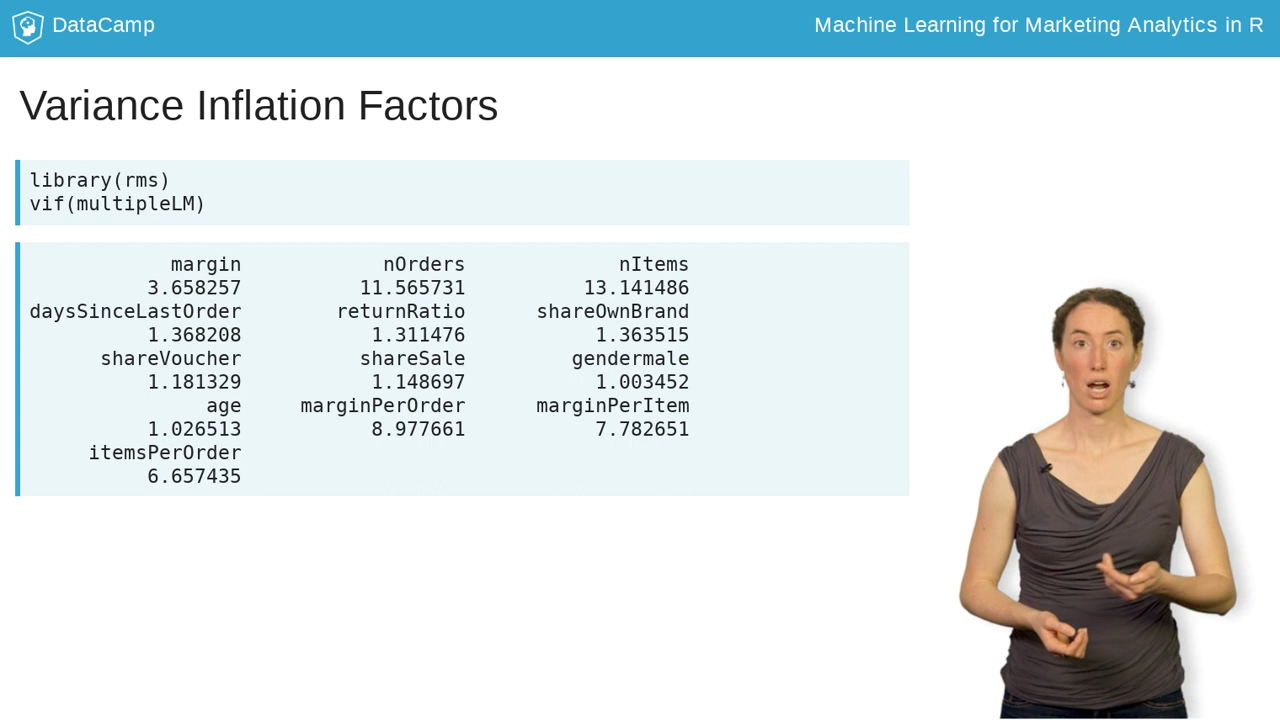 DataCamp
Machine Learning for Marketing Analytics in R
Variance Inflation Factors
library(rms)
vif(multipleLM)
margin nOrders nItems
3.658257 11.565731 13.141486
daysSinceLastOrder returnRatio shareOwnBrand
1.368208 1.311476 1.363515
shareVoucher shareSale gendermale
1.181329 1.148697 1.003452
age marginPerOrder marginPerItem
1.026513 8.977661 7.782651
itemsPerOrder
6.657435